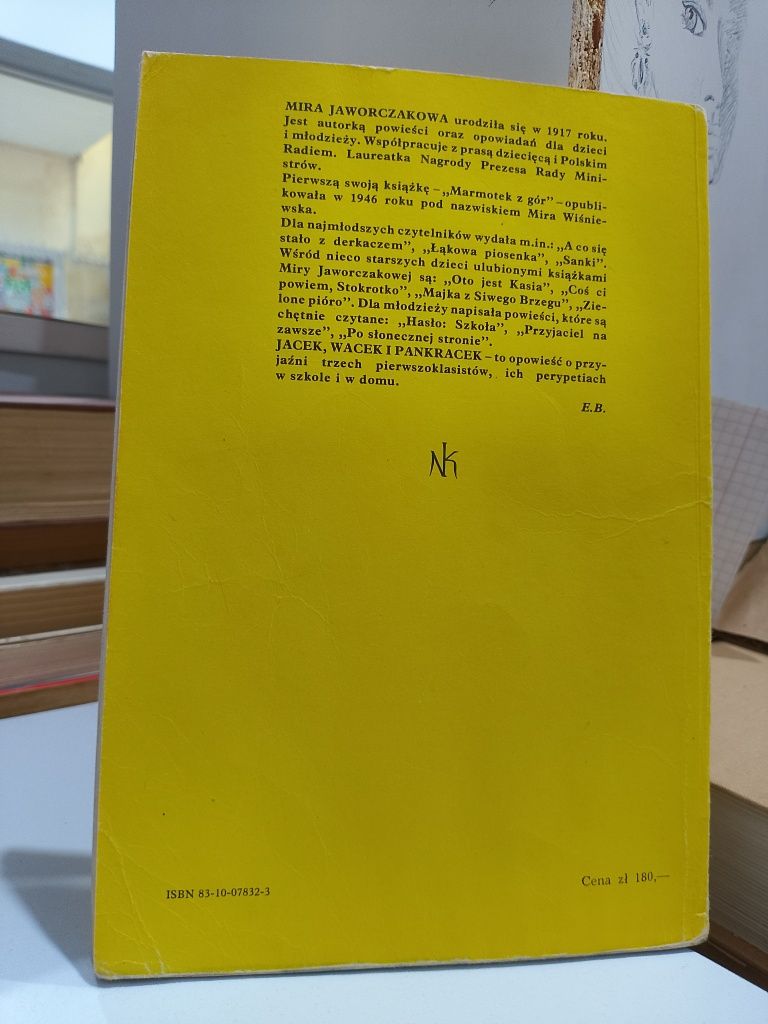 MIRA JAWORCZAKOWA urodziła się w 1917 roku.
Jest autorką powieści oraz opowiadań dla dzieci
i młodzieży. Współpracuje z prasą dziecięcą i Polskim
Radiem. Laureatka Nagrody Prezesa Rady Mini-
strów.
Pierwszą swoją książkę – „Marmotek z gór” – opubli-
kowała w 1946 roku pod nazwiskiem Mira Wiśnie-
wska.
Dla najmłodszych czytelników wydała m.in.: „A co się
stało z derkaczem”, „Łąkowa piosenka”, „Sanki”.
Wśród nieco starszych dzieci ulubionymi książkami
Miry Jaworczakowej są: „Oto jest Kasia”, „Coś ci
powiem, Stokrotko”, „Majka z Siwego Brzegu”, „Zie-
lone pióro”. Dla młodzieży napisała powieści, które są
chętnie czytane: „Hasło: Szkoła”, „Przyjaciel na
zawsze”, „Po słonecznej stronie”.
JACEK, WACEK I PANKRACEK – to opowieść o przy-
jaźni trzech pierwszoklasistów, ich perypetiach
w szkole i w domu.
E.B.
NK
ISBN 83-10-07832-3
Cena zł 180,—